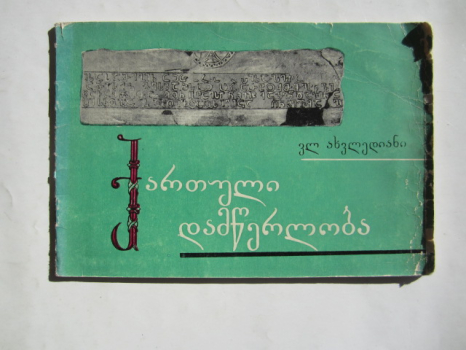 ვლ ახვლედიანი
ქართული
დამწერლობა